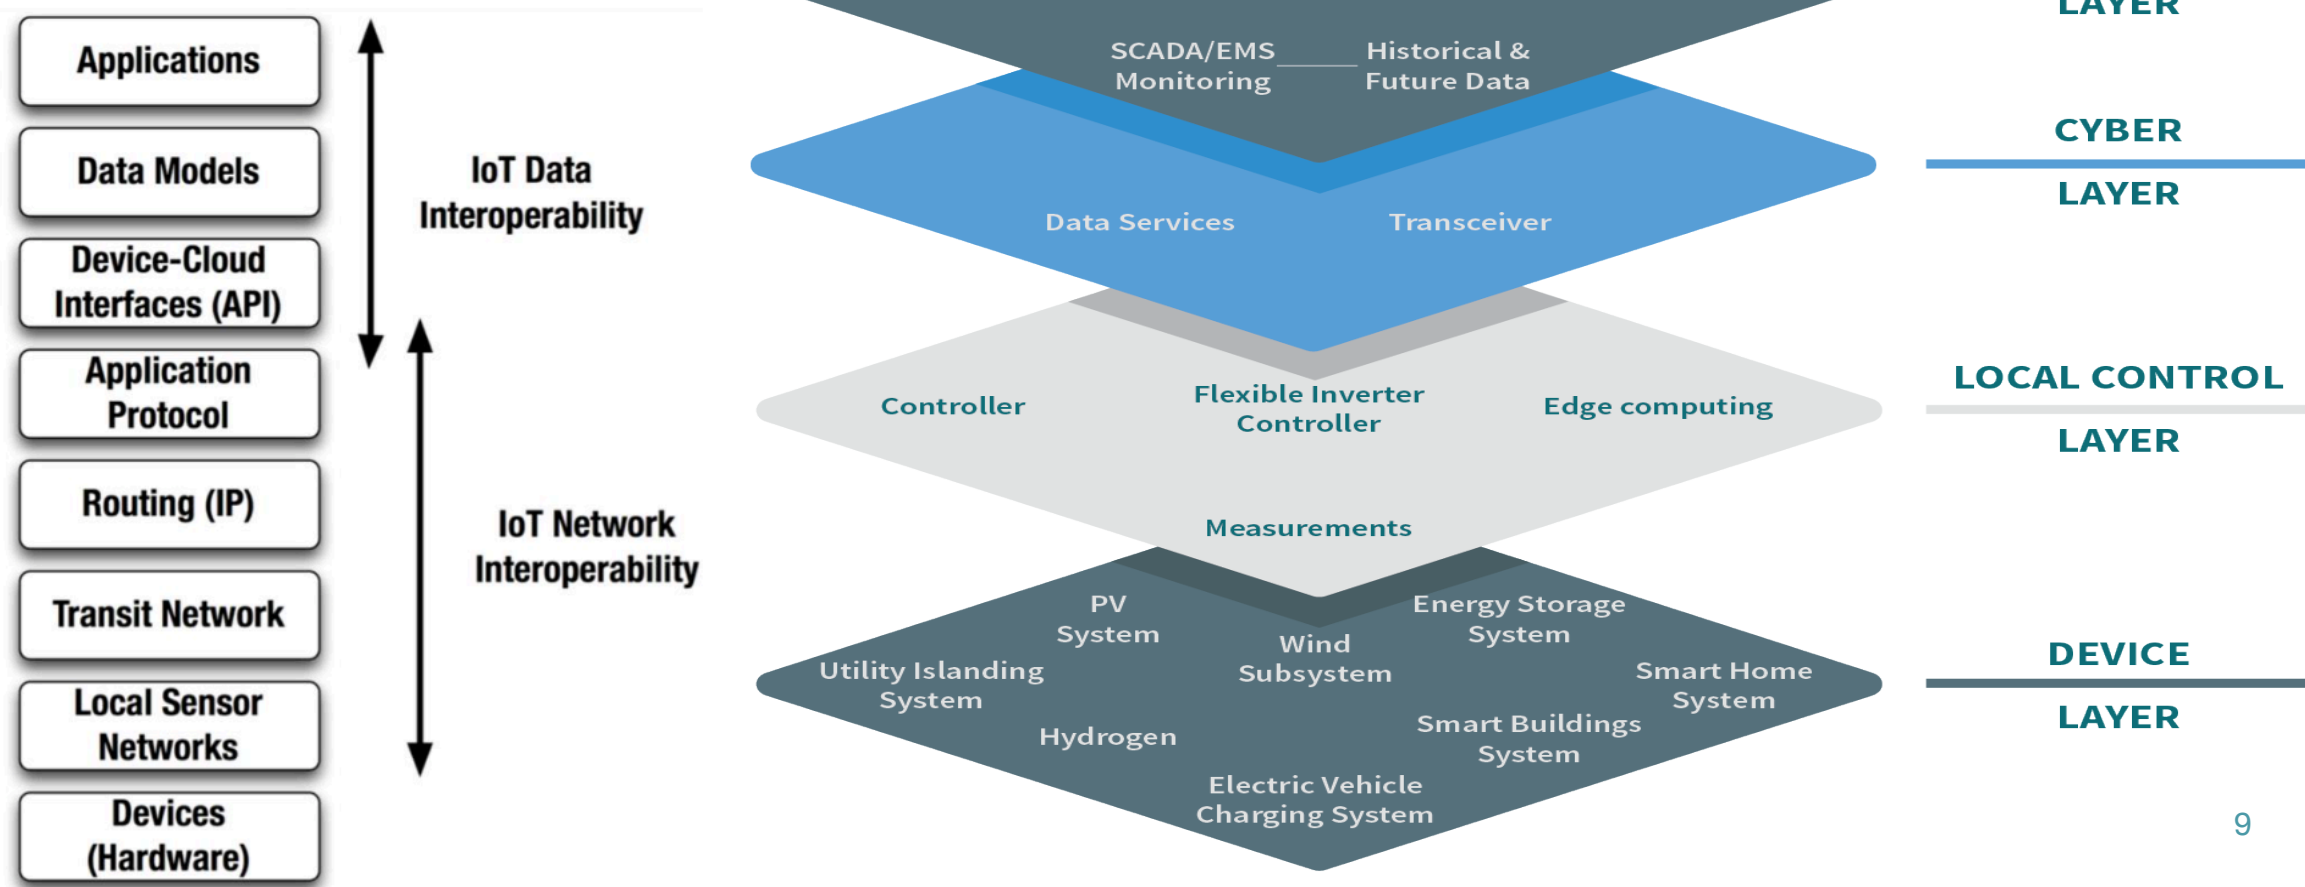 Applications
Data Models
Device-Cloud
Interfaces (API)
Application
Protocol
Routing (IP)
Transit Network
Local Sensor
Networks
Devices
(Hardware)
IoT Data
Interoperability
IoT Network
Interoperability
SCADA/EMS
Monitoring
Historical &
Future Data
Data Services
Transceiver
Controller
Flexible Inverter
Controller
Edge computing
Measurements
PV
System
Wind
Subsystem
Energy Storage
System
Utility Islanding
System
Smart Home
System
Hydrogen
Smart Buildings
System
Electric Vehicle
Charging System
LAYER
CYBER
LAYER
LOCAL CONTROL
LAYER
DEVICE
LAYER
9